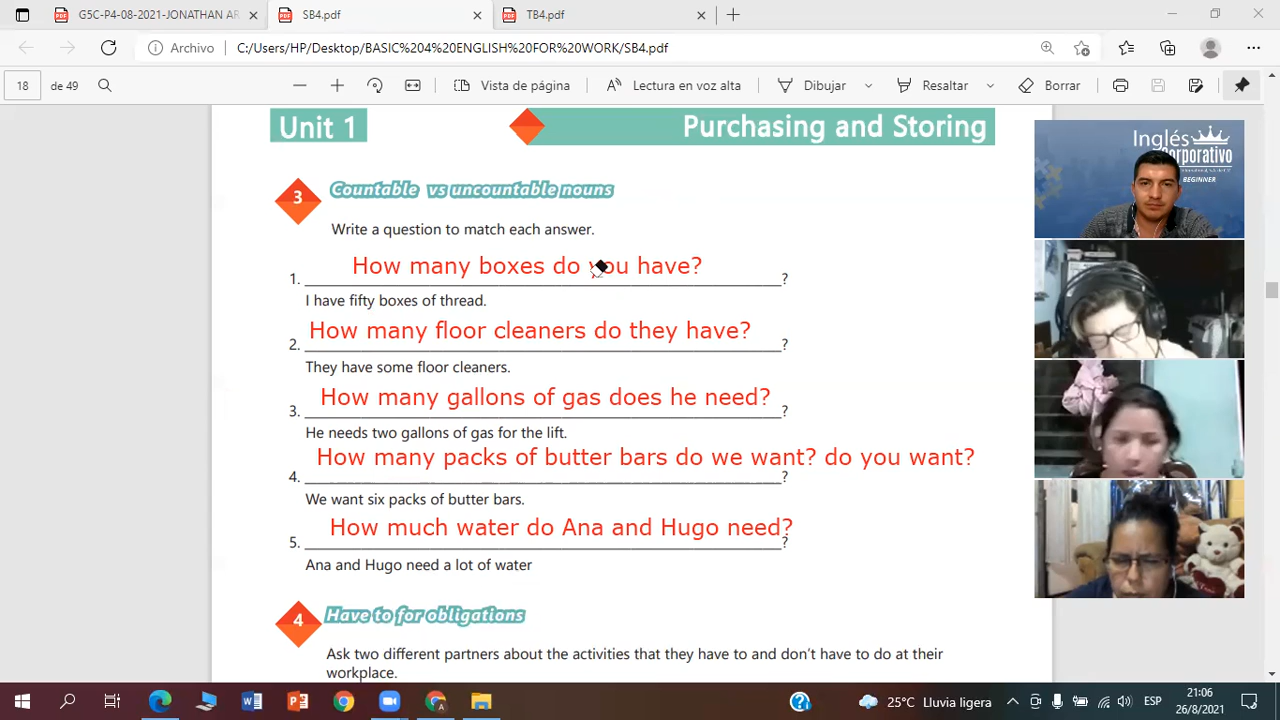 G5C-P4-08-2021-JONATHAN AR
SB4.pdf
TB4.pdf
Archivo
C:/Users/HP/Desktop/BASIC%204%20ENGLISH%20FOR%20WORK/SB4.pdf
18
de 49
Vista de página
Lectura en voz alta
Dibujar
Resaltar
Borrar
Unit 1
Purchasing and Storing
3
Countable vs uncountable nouns
Write a question to match each answer.
How many boxes do you have?
1. ?
I have fifty boxes of thread.
How many floor cleaners do they have?
2. ?
They have some floor cleaners.
How many gallons of gas does he need?
3. ?
He needs two gallons of gas for the lift.
How many packs of butter bars do we want? do you want?
4. ?
We want six packs of butter bars.
How much water do Ana and Hugo need?
5. ?
Ana and Hugo need a lot of water
4
Have to for obligations
Ask two different partners about the activities that they have to and don't have to do at their
workplace.
Inglés
Corporativo
BEGINNER
25°C Lluvia ligera
ESP
21:06
26/8/2021